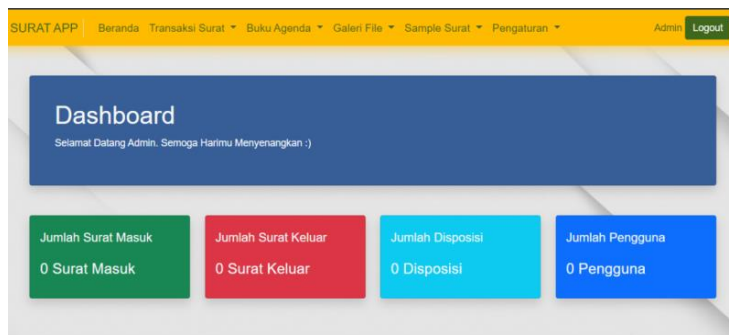 SURAT APP Beranda Transaksi Surat Buku Agenda Galeri File Sample Surat Pengaturan Admin Logout
Dashboard
Selamat Datang Admin. Semoga Harimu Menyenangkan :)
Jumlah Surat Masuk
0 Surat Masuk
Jumlah Surat Keluar
0 Surat Keluar
Jumlah Disposisi
0 Disposisi
Jumlah Pengguna
0 Pengguna